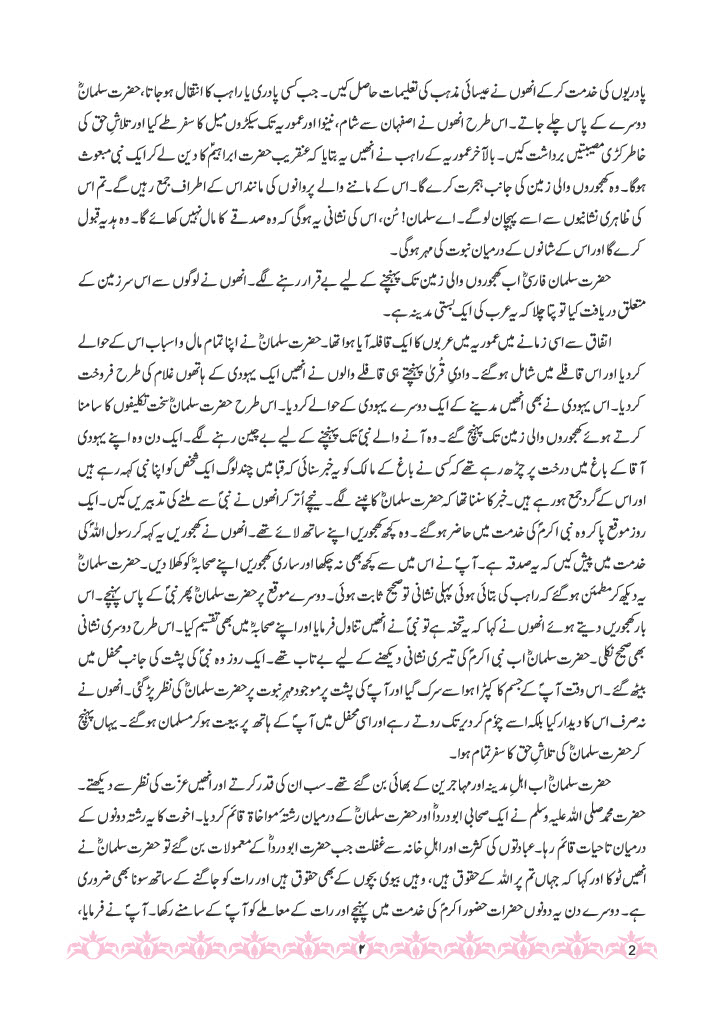 پادریوں کی خدمت کرکے انھوں نے عیسائی مذہب کی تعلیمات حاصل کیں۔ جب کسی پادری یا راہب کا انتقال ہوجاتا، حضرت سلمانؓ
دوسرے کے پاس چلے جاتے۔ اس طرح انھوں نے اصفہان سے شام، نینوا اور عموریہ تک سیکڑوں میل کا سفر طے کیا اور تلاشِ حق کی
خاطر کڑی مصیبتیں برداشت کیں۔ بالآخر عموریہ کے راہب نے انھیں یہ بتایا کہ عنقریب حضرت ابراہیمؑ کا دین لے کر ایک نبی مبعوث
ہوگا۔ وہ کھجوروں والی زمین کی جانب ہجرت کرے گا۔ اس کے ماننے والے پروانوں کی مانند اس کے اطراف جمع رہیں گے۔ تم اس
کی ظاہری نشانیوں سے اسے پہچان لوگے۔ اے سلمان! سُن، اس کی نشانی یہ ہوگی کہ وہ صدقے کا مال نہیں کھائے گا۔ وہ ہدیہ قبول
کرے گا اور اس کے شانوں کے درمیان نبوت کی مہر ہوگی۔
حضرت سلمان فارسیؓ اب کھجوروں والی زمین تک پہنچنے کے لیے بے قرار رہنے لگے۔ انھوں نے لوگوں سے اس سرزمین کے
متعلق دریافت کیا تو پتا چلا کہ یہ عرب کی ایک بستی مدینہ ہے۔
اتفاق سے اسی زمانے میں عموریہ میں عربوں کا ایک قافلہ آیا ہوا تھا۔ حضرت سلمانؓ نے اپنا تمام مال و اسباب اس کے حوالے
کردیا اور اس قافلے میں شامل ہوگئے۔ وادیِ قُریٰ پہنچتے ہی قافلے والوں نے انھیں ایک یہودی کے ہاتھوں غلام کی طرح فروخت
کردیا۔ اس یہودی نے بھی انھیں مدینے کے ایک دوسرے یہودی کے حوالے کردیا۔ اس طرح حضرت سلمانؓ سخت تکلیفوں کا سامنا
کرتے ہوئے کھجوروں والی زمین تک پہنچ گئے۔ وہ آنے والے نبیؐ تک پہنچنے کے لیے بے چین رہنے لگے۔ ایک دن وہ اپنے یہودی
آقا کے باغ میں درخت پر چڑھ رہے تھے کہ کسی نے باغ کے مالک کو یہ خبر سنائی کہ قبا میں چند لوگ ایک شخص کو اپنا نبی کہہ رہے ہیں
اور اس کے گرد جمع ہو رہے ہیں۔ خبر کا سننا تھا کہ حضرت سلمانؓ کانپنے لگے۔ نیچے اُتر کر انھوں نے نبیؐ سے ملنے کی تدبیریں کیں۔ ایک
روز موقع پا کر وہ نبی اکرمؐ کی خدمت میں حاضر ہوگئے۔ وہ کچھ کھجوریں اپنے ساتھ لائے تھے۔ انھوں نے کھجوریں یہ کہہ کر رسول اللہؐ کی
خدمت میں پیش کیں کہ یہ صدقہ ہے۔ آپؐ نے اس میں سے کچھ بھی نہ چکھا اور ساری کھجوریں اپنے صحابہؓ کو کھلا دیں۔ حضرت سلمانؓ
یہ دیکھ کر مطمئن ہوگئے کہ راہب کی بتائی ہوئی پہلی نشانی تو صحیح ثابت ہوئی۔ دوسرے موقع پر حضرت سلمانؓ پھر نبیؐ کے پاس پہنچے۔ اس
بار کھجوریں دیتے ہوئے انھوں نے کہا کہ یہ تحفہ ہے تو نبیؐ نے انھیں تناول فرمایا اور اپنے صحابہؓ میں بھی تقسیم کیا۔ اس طرح دوسری نشانی
بھی صحیح نکلی۔ حضرت سلمانؓ اب نبی اکرمؐ کی تیسری نشانی دیکھنے کے لیے بے تاب تھے۔ ایک روز وہ نبیؐ کی پشت کی جانب محفل میں
بیٹھ گئے۔ اس وقت آپؐ کے جسم کا کپڑا ہوا سے سرک گیا اور آپؐ کی پشت پر موجود مہرِ نبوت پر حضرت سلمانؓ کی نظر پڑ گئی۔ انھوں نے
نہ صرف اس کا دیدار کیا بلکہ اسے چوم کر دیر تک روتے رہے اور اسی محفل میں آپؐ کے ہاتھ پر بیعت ہوکر مسلمان ہوگئے۔ یہاں پہنچ
کر حضرت سلمانؓ کی تلاشِ حق کا سفر تمام ہوا۔
حضرت سلمانؓ اب اہلِ مدینہ اور مہاجرین کے بھائی بن گئے تھے۔ سب ان کی قدر کرتے اور انھیں عزّت کی نظر سے دیکھتے۔
حضرت محمد صلی اللہ علیہ وسلم نے ایک صحابی ابو درداؓ اور حضرت سلمانؓ کے درمیان رشتۂ مواخاۃ قائم کردیا۔ اخوت کا یہ رشتہ دونوں کے
درمیان تاحیات قائم رہا۔ عبادتوں کی کثرت اور اہلِ خانہ سے غفلت جب حضرت ابو درداؓ کے معمولات بن گئے تو حضرت سلمانؓ نے
انھیں ٹوکا اور کہا کہ جہاں تم پر اللہ کے حقوق ہیں، وہیں بیوی بچوں کے بھی حقوق ہیں اور رات کو جاگنے کے ساتھ سونا بھی ضروری
ہے۔ دوسرے دن یہ دونوں حضرات حضور اکرمؐ کی خدمت میں پہنچے اور رات کے معاملے کو آپؐ کے سامنے رکھا۔ آپؐ نے فرمایا،
۲
2